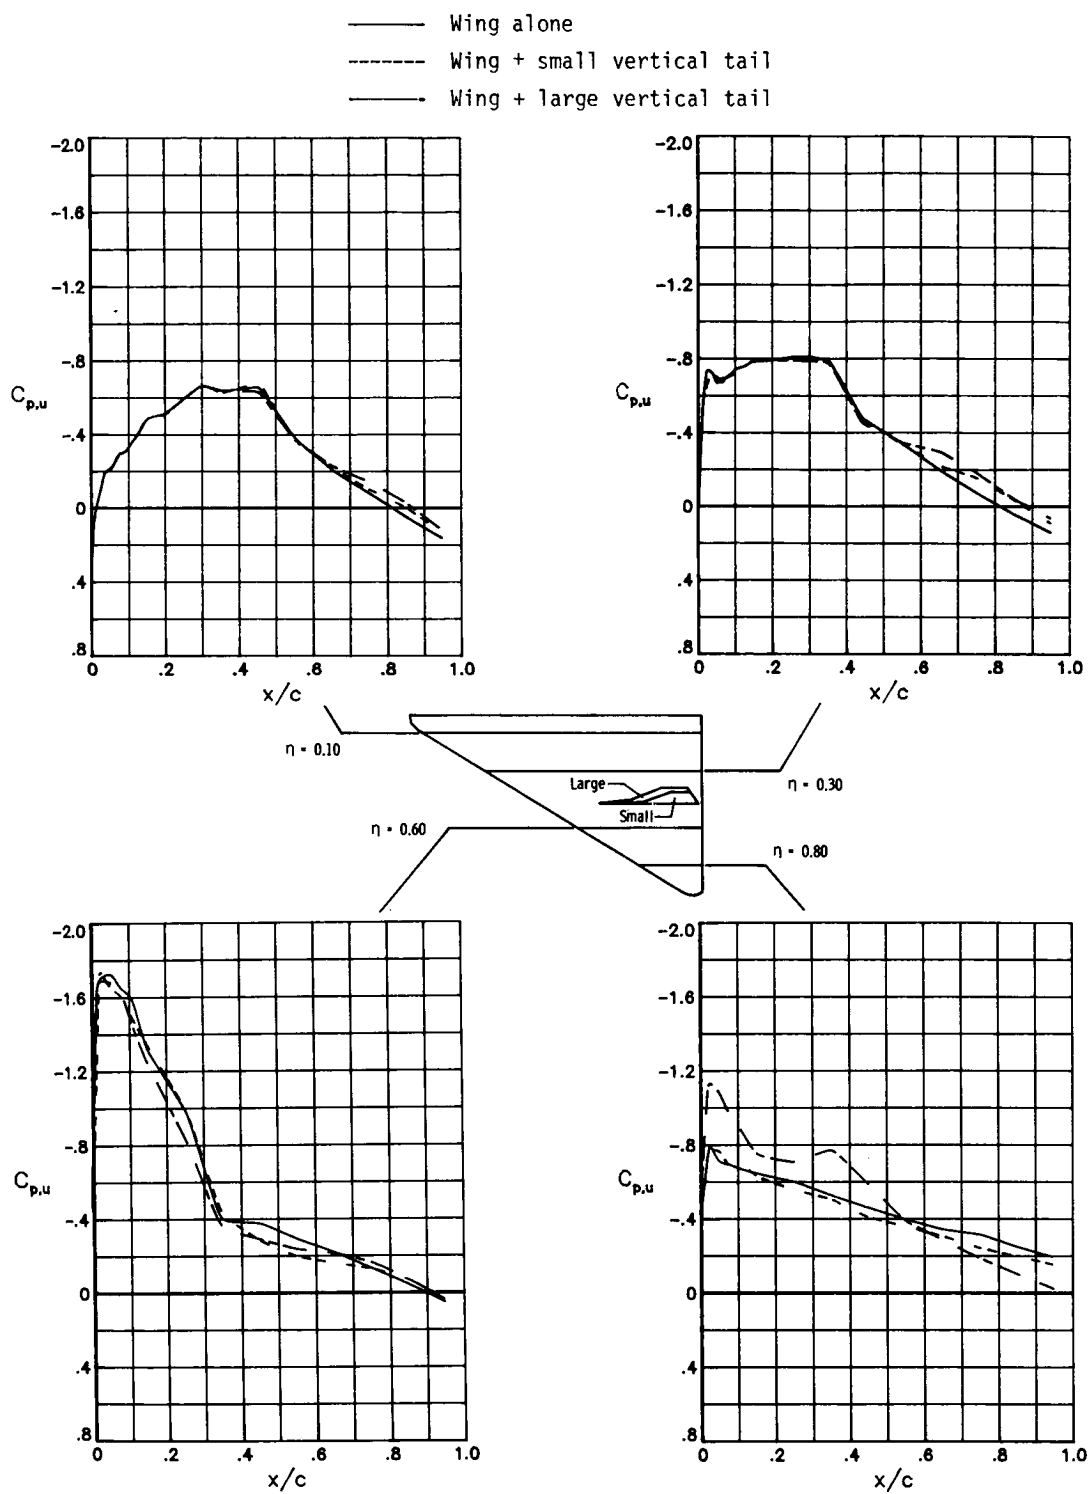 Wing alone
Wing + small vertical tail
Wing + large vertical tail
-2.0
-1.6
-1.2
-.8
-.4
0
.4
.8
Cp,u
0 .2 .4 .6 .8 1.0
x/c
-2.0
-1.6
-1.2
-.8
-.4
0
.4
.8
Cp,u
0 .2 .4 .6 .8 1.0
x/c
η = 0.10
η = 0.30
Large
Small
η = 0.60
η = 0.80
-2.0
-1.6
-1.2
-.8
-.4
0
.4
.8
Cp,u
0 .2 .4 .6 .8 1.0
x/c
-2.0
-1.6
-1.2
-.8
-.4
0
.4
.8
Cp,u
0 .2 .4 .6 .8 1.0
x/c